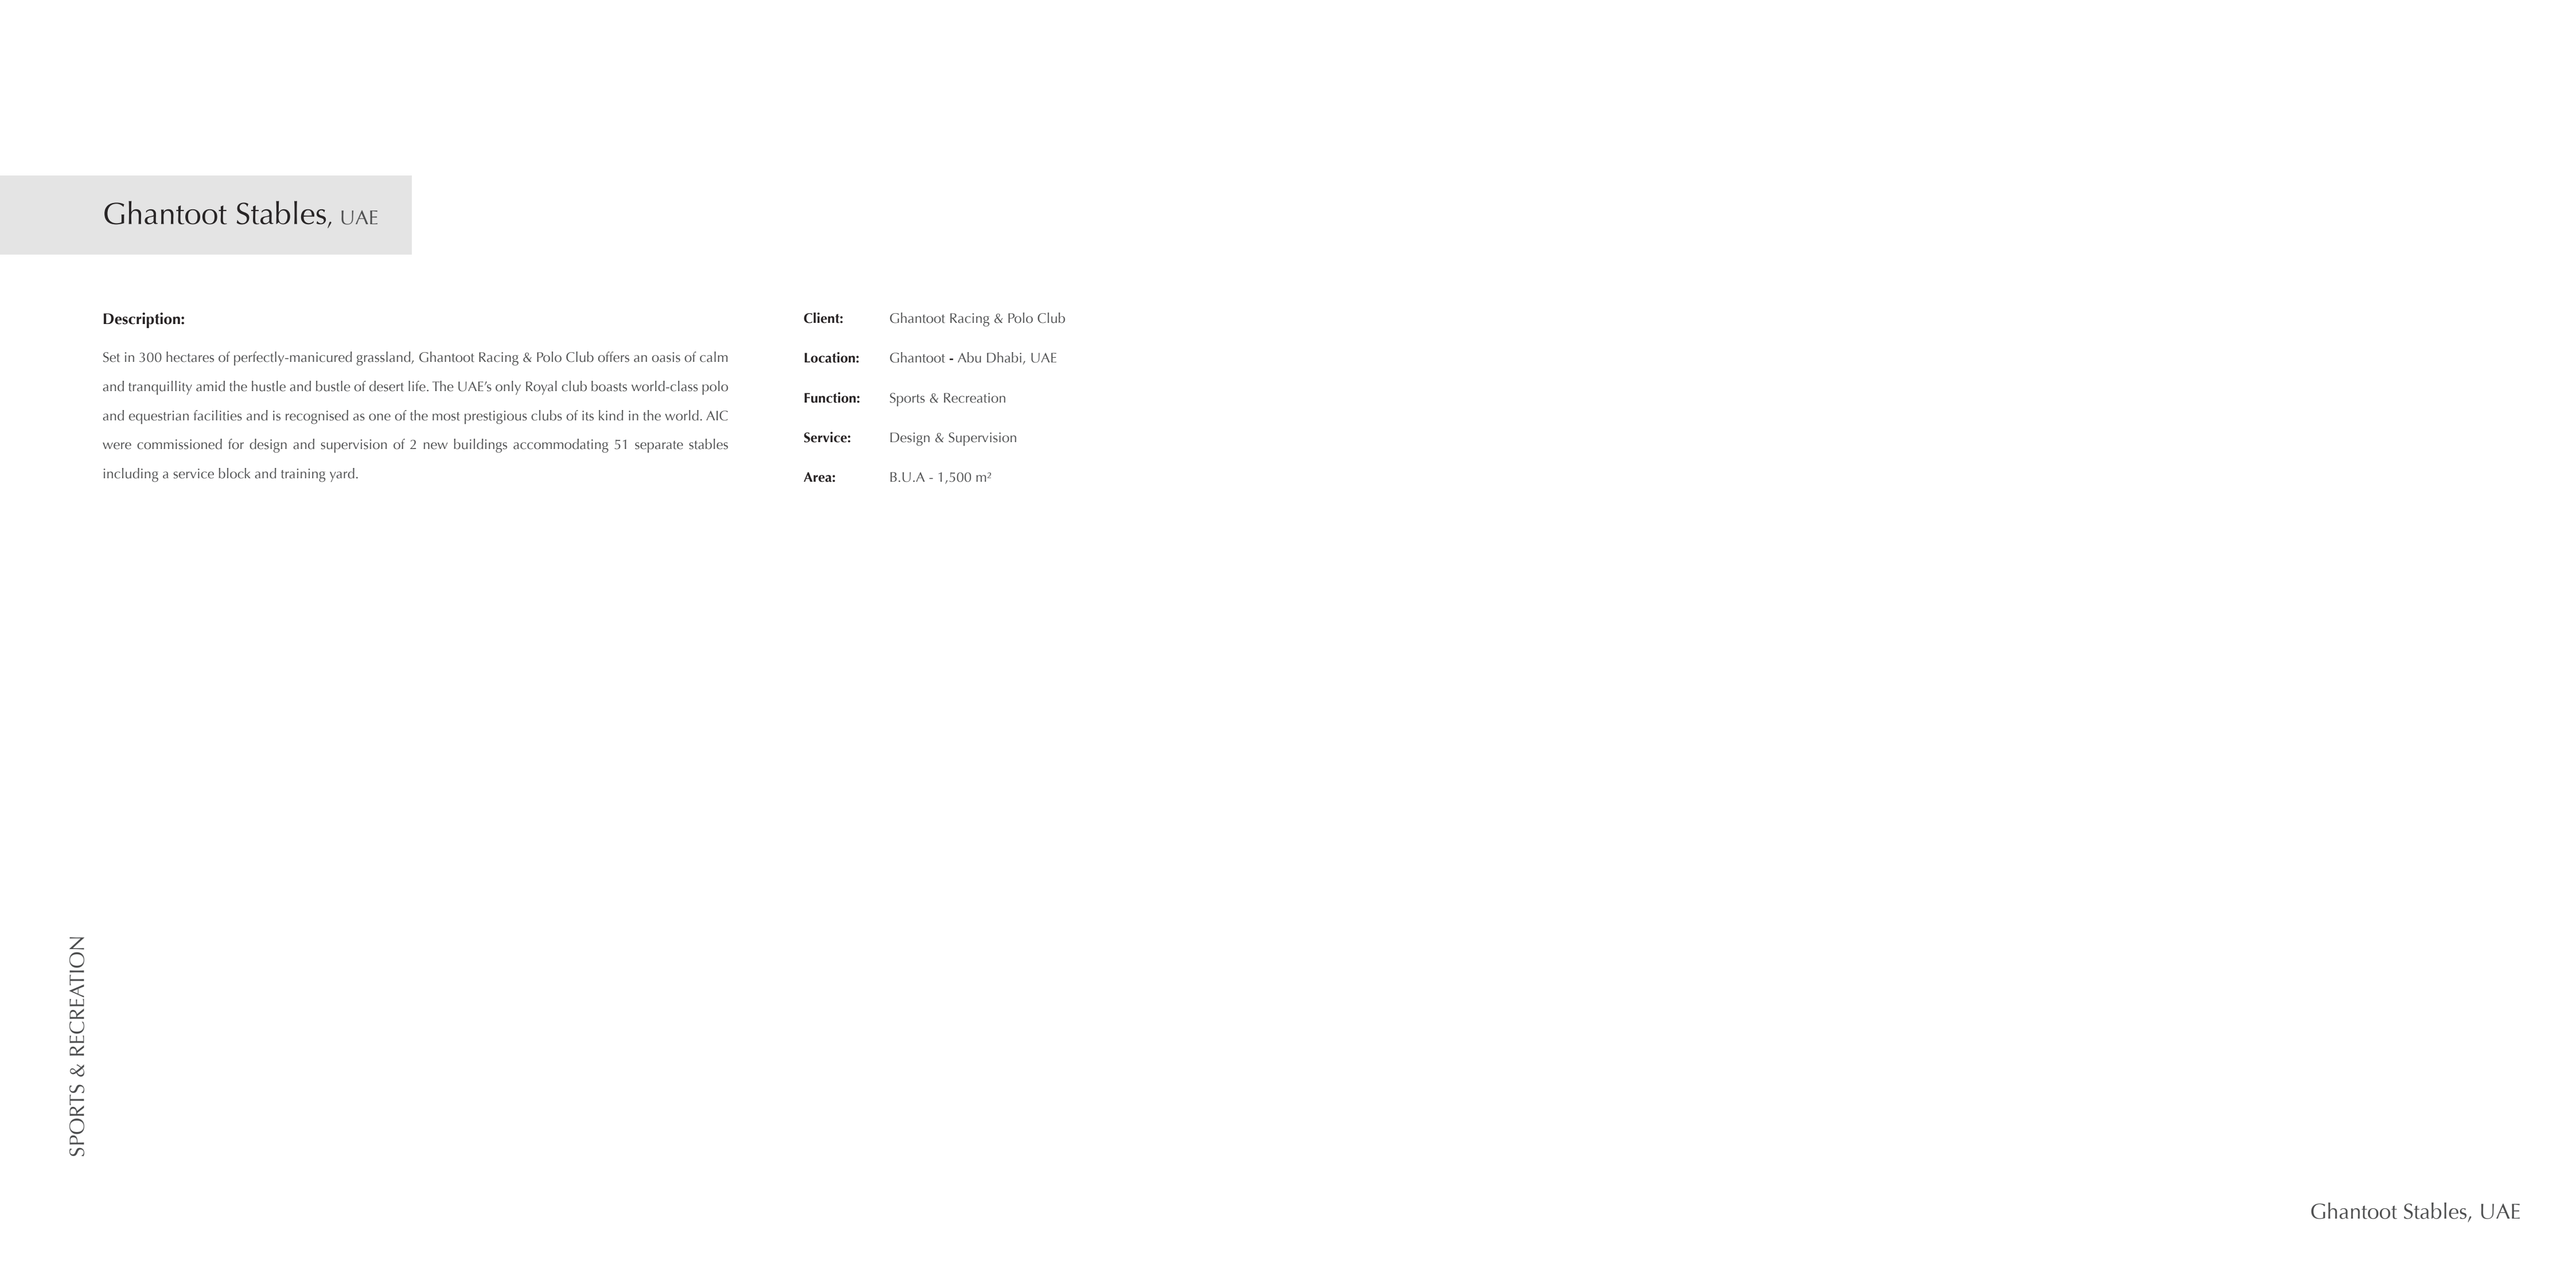 Ghantoot Stables, UAE
Description:
Set in 300 hectares of perfectly-manicured grassland, Ghantoot Racing & Polo Club offers an oasis of calm
and tranquillity amid the hustle and bustle of desert life. The UAE’s only Royal club boasts world-class polo
and equestrian facilities and is recognised as one of the most prestigious clubs of its kind in the world. AIC
were commissioned for design and supervision of 2 new buildings accommodating 51 separate stables
including a service block and training yard.
Client: Ghantoot Racing & Polo Club
Location: Ghantoot - Abu Dhabi, UAE
Function: Sports & Recreation
Service: Design & Supervision
Area: B.U.A - 1,500 m²
SPORTS & RECREATION
Ghantoot Stables, UAE